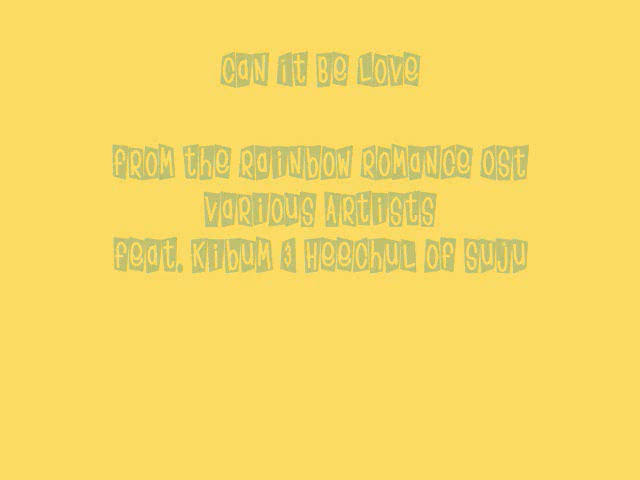 Can it Be Love
from the Rainbow Romance OST
Various Artists
feat. Kibum & Heechul of Suju